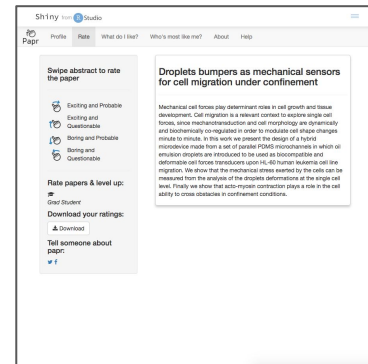 Shiny from R Studio
Papr
Profile Rate What do I like? Who's most like me? About Help
Swipe abstract to rate
the paper
Exciting and Probable
Exciting and
Questionable
Boring and Probable
Boring and
Questionable
Rate papers & level up:
Grad Student
Download your ratings:
Download
Tell someone about
papr:
Droplets bumpers as mechanical sensors
for cell migration under confinement
Mechanical cell forces play determinant roles in cell growth and tissue
development. Cell migration is a relevant context to explore single cell
forces, since mechanotransduction and cell morphology are dynamically
and biochemically co-regulated in order to modulate cell shape changes
minute to minute. In this work we present the design of a hybrid
microdevice made from a set of parallel PDMS microchannels in which oil
emulsion droplets are introduced to be used as biocompatible and
deformable cell forces transducers upon HL-60 human leukemia cell line
migration. We show that the mechanical stress exerted by the cells can be
measured from the analysis of the droplets deformations at the single cell
level. Finally we show that acto-myosin contraction plays a role in the cell
ability to cross obstacles in confinement conditions.